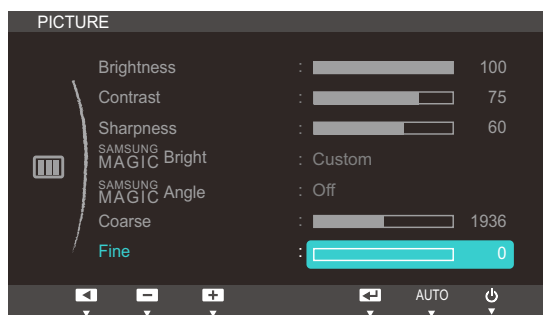 PICTURE
Brightness : 100
Contrast : 75
Sharpness : 60
SAMSUNG MAGIC Bright : Custom
SAMSUNG MAGIC Angle : Off
Coarse : 1936
Fine : 0
AUTO